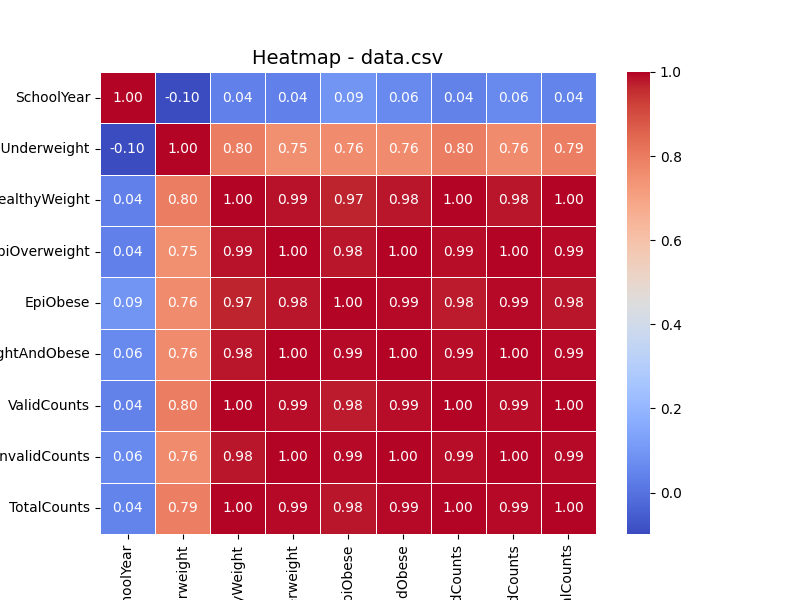 Heatmap - data.csv
SchoolYear 1.00 -0.10 0.04 0.04 0.09 0.06 0.04 0.06 0.04
Underweight -0.10 1.00 0.80 0.75 0.76 0.76 0.80 0.76 0.79
ealthyWeight 0.04 0.80 1.00 0.99 0.97 0.98 1.00 0.98 1.00
piOverweight 0.04 0.75 0.99 1.00 0.98 1.00 0.99 1.00 0.99
EpiObese 0.09 0.76 0.97 0.98 1.00 0.99 0.98 0.99 0.98
ghtAndObese 0.06 0.76 0.98 1.00 0.99 1.00 0.99 1.00 0.99
ValidCounts 0.04 0.80 1.00 0.99 0.98 0.99 1.00 0.99 1.00
nvalidCounts 0.06 0.76 0.98 1.00 0.99 1.00 0.99 1.00 0.99
TotalCounts 0.04 0.79 1.00 0.99 0.98 0.99 1.00 0.99 1.00
hoolYear
rweight
yWeight
erweight
piObese
dObese
dCounts
dCounts
alCounts
1.0
0.8
0.6
0.4
0.2
0.0